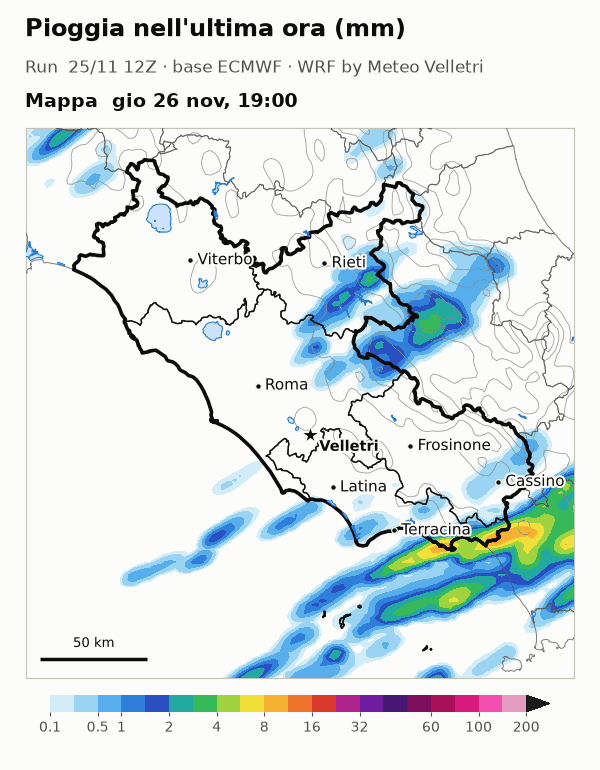 Pioggia nell'ultima ora (mm)
Run 25/11 12Z · base ECMWF · WRF by Meteo Velletri
Mappa gio 26 nov, 19:00
Viterbo
Rieti
Roma
Velletri
Frosinone
Latina
Cassino
Terracina
50 km
0.1 0.5 1 2 4 8 16 32 60 100 200